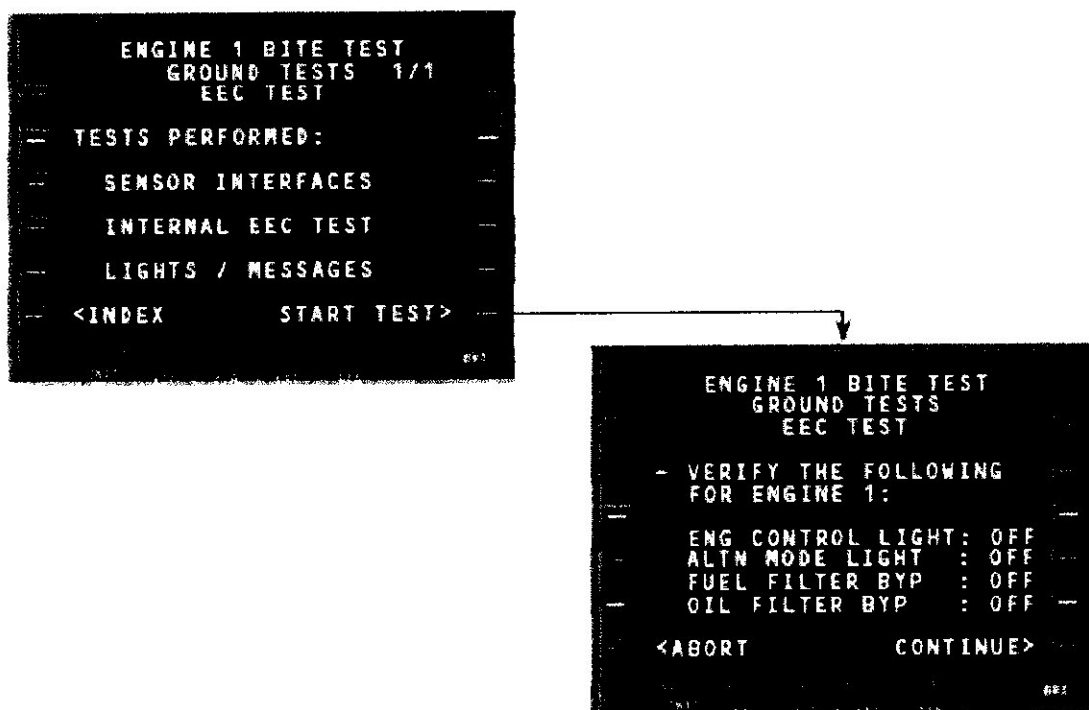 ENGINE 1 BITE TEST
GROUND TESTS 1/1
EEC TEST
TESTS PERFORMED:
SENSOR INTERFACES
INTERNAL EEC TEST
LIGHTS / MESSAGES
<INDEX START TEST>
ENGINE 1 BITE TEST
GROUND TESTS
EEC TEST
- VERIFY THE FOLLOWING
FOR ENGINE 1:
ENG CONTROL LIGHT: OFF
ALTN MODE LIGHT : OFF
FUEL FILTER BYP : OFF
OIL FILTER BYP : OFF
<ABORT CONTINUE>